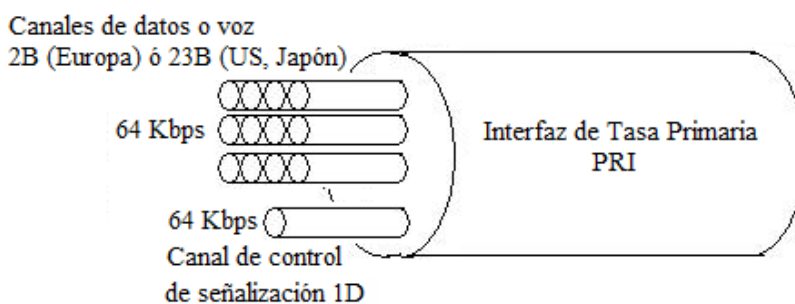 Canales de datos o voz
2B (Europa) ó 23B (US, Japón)
64 Kbps
Interfaz de Tasa Primaria
PRI
64 Kbps
Canal de control
de señalización 1D